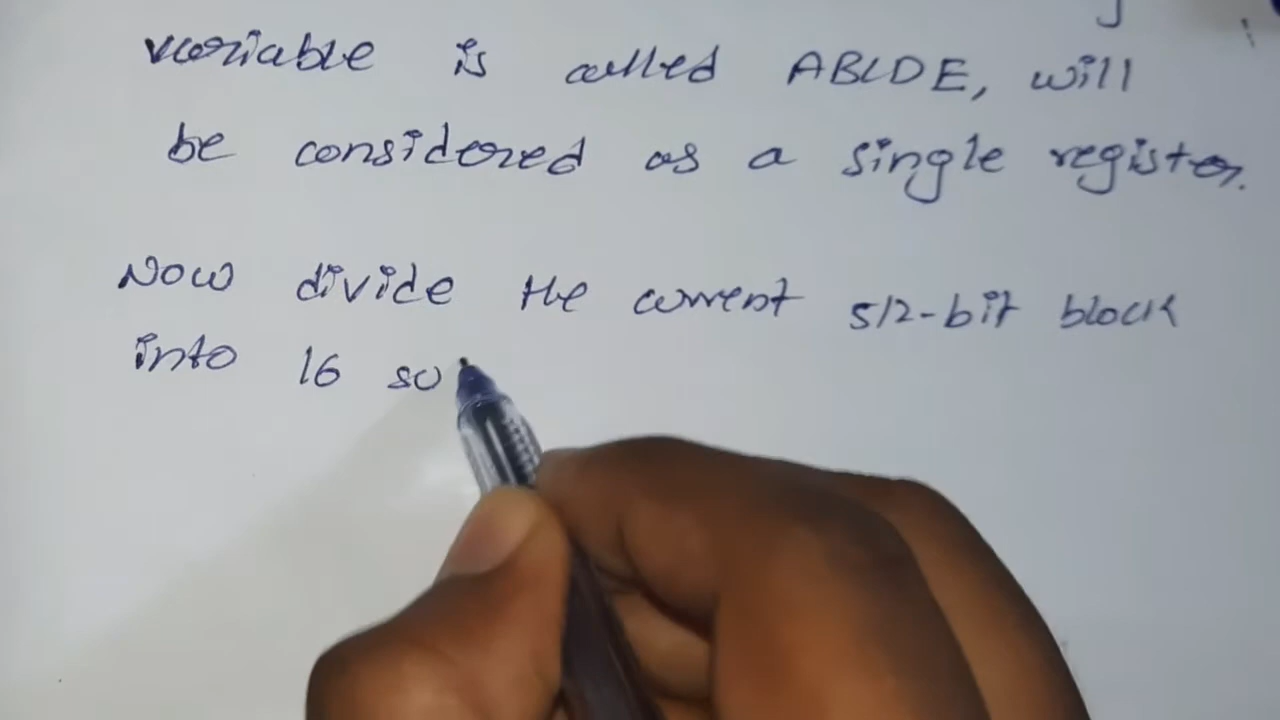 variable is called ABCDE, will
be considered as a single register.
Now divide the current 512-bit block
into 16 su